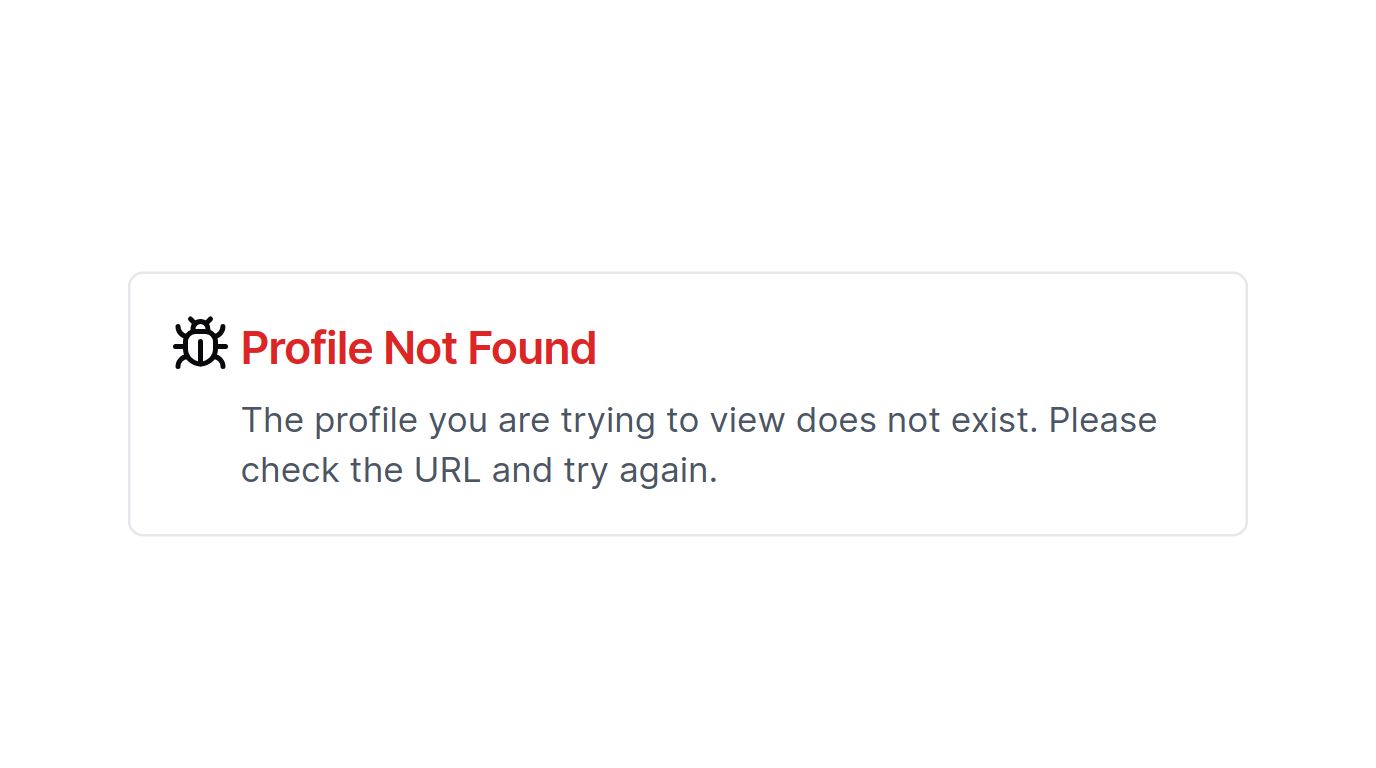 Profile Not Found
The profile you are trying to view does not exist. Please
check the URL and try again.